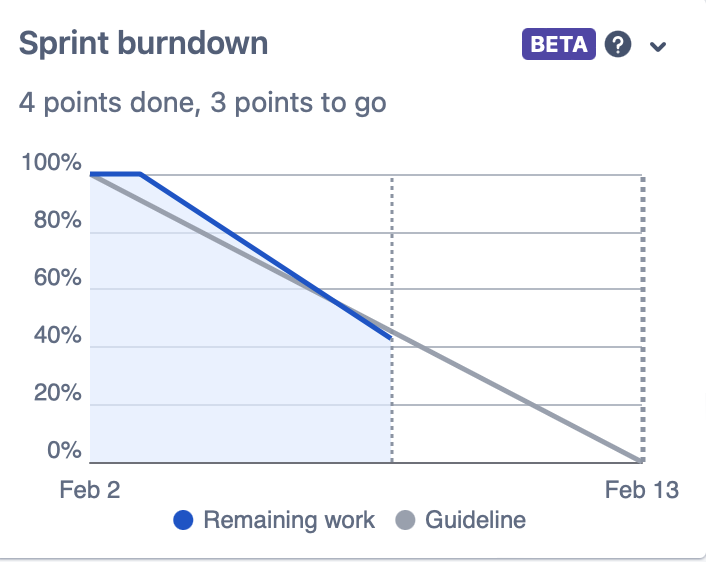 Sprint burndown
BETA ?
4 points done, 3 points to go
100%
80%
60%
40%
20%
0%
Feb 2
Feb 13
Remaining work
Guideline